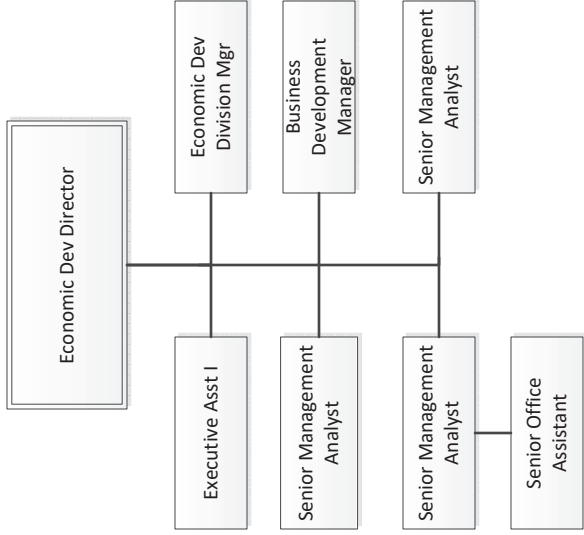 Economic Dev Director
Executive Asst I
Economic Dev
Division Mgr
Senior Management
Analyst
Business
Development
Manager
Senior Management
Analyst
Senior Management
Analyst
Senior Office
Assistant